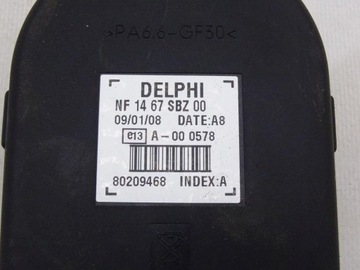 >PA6.6-GF30<
DELPHI
NF 14 67 SBZ 00
09/01/08 DATE:A8
e13 A-00 0578
80209468 INDEX:A